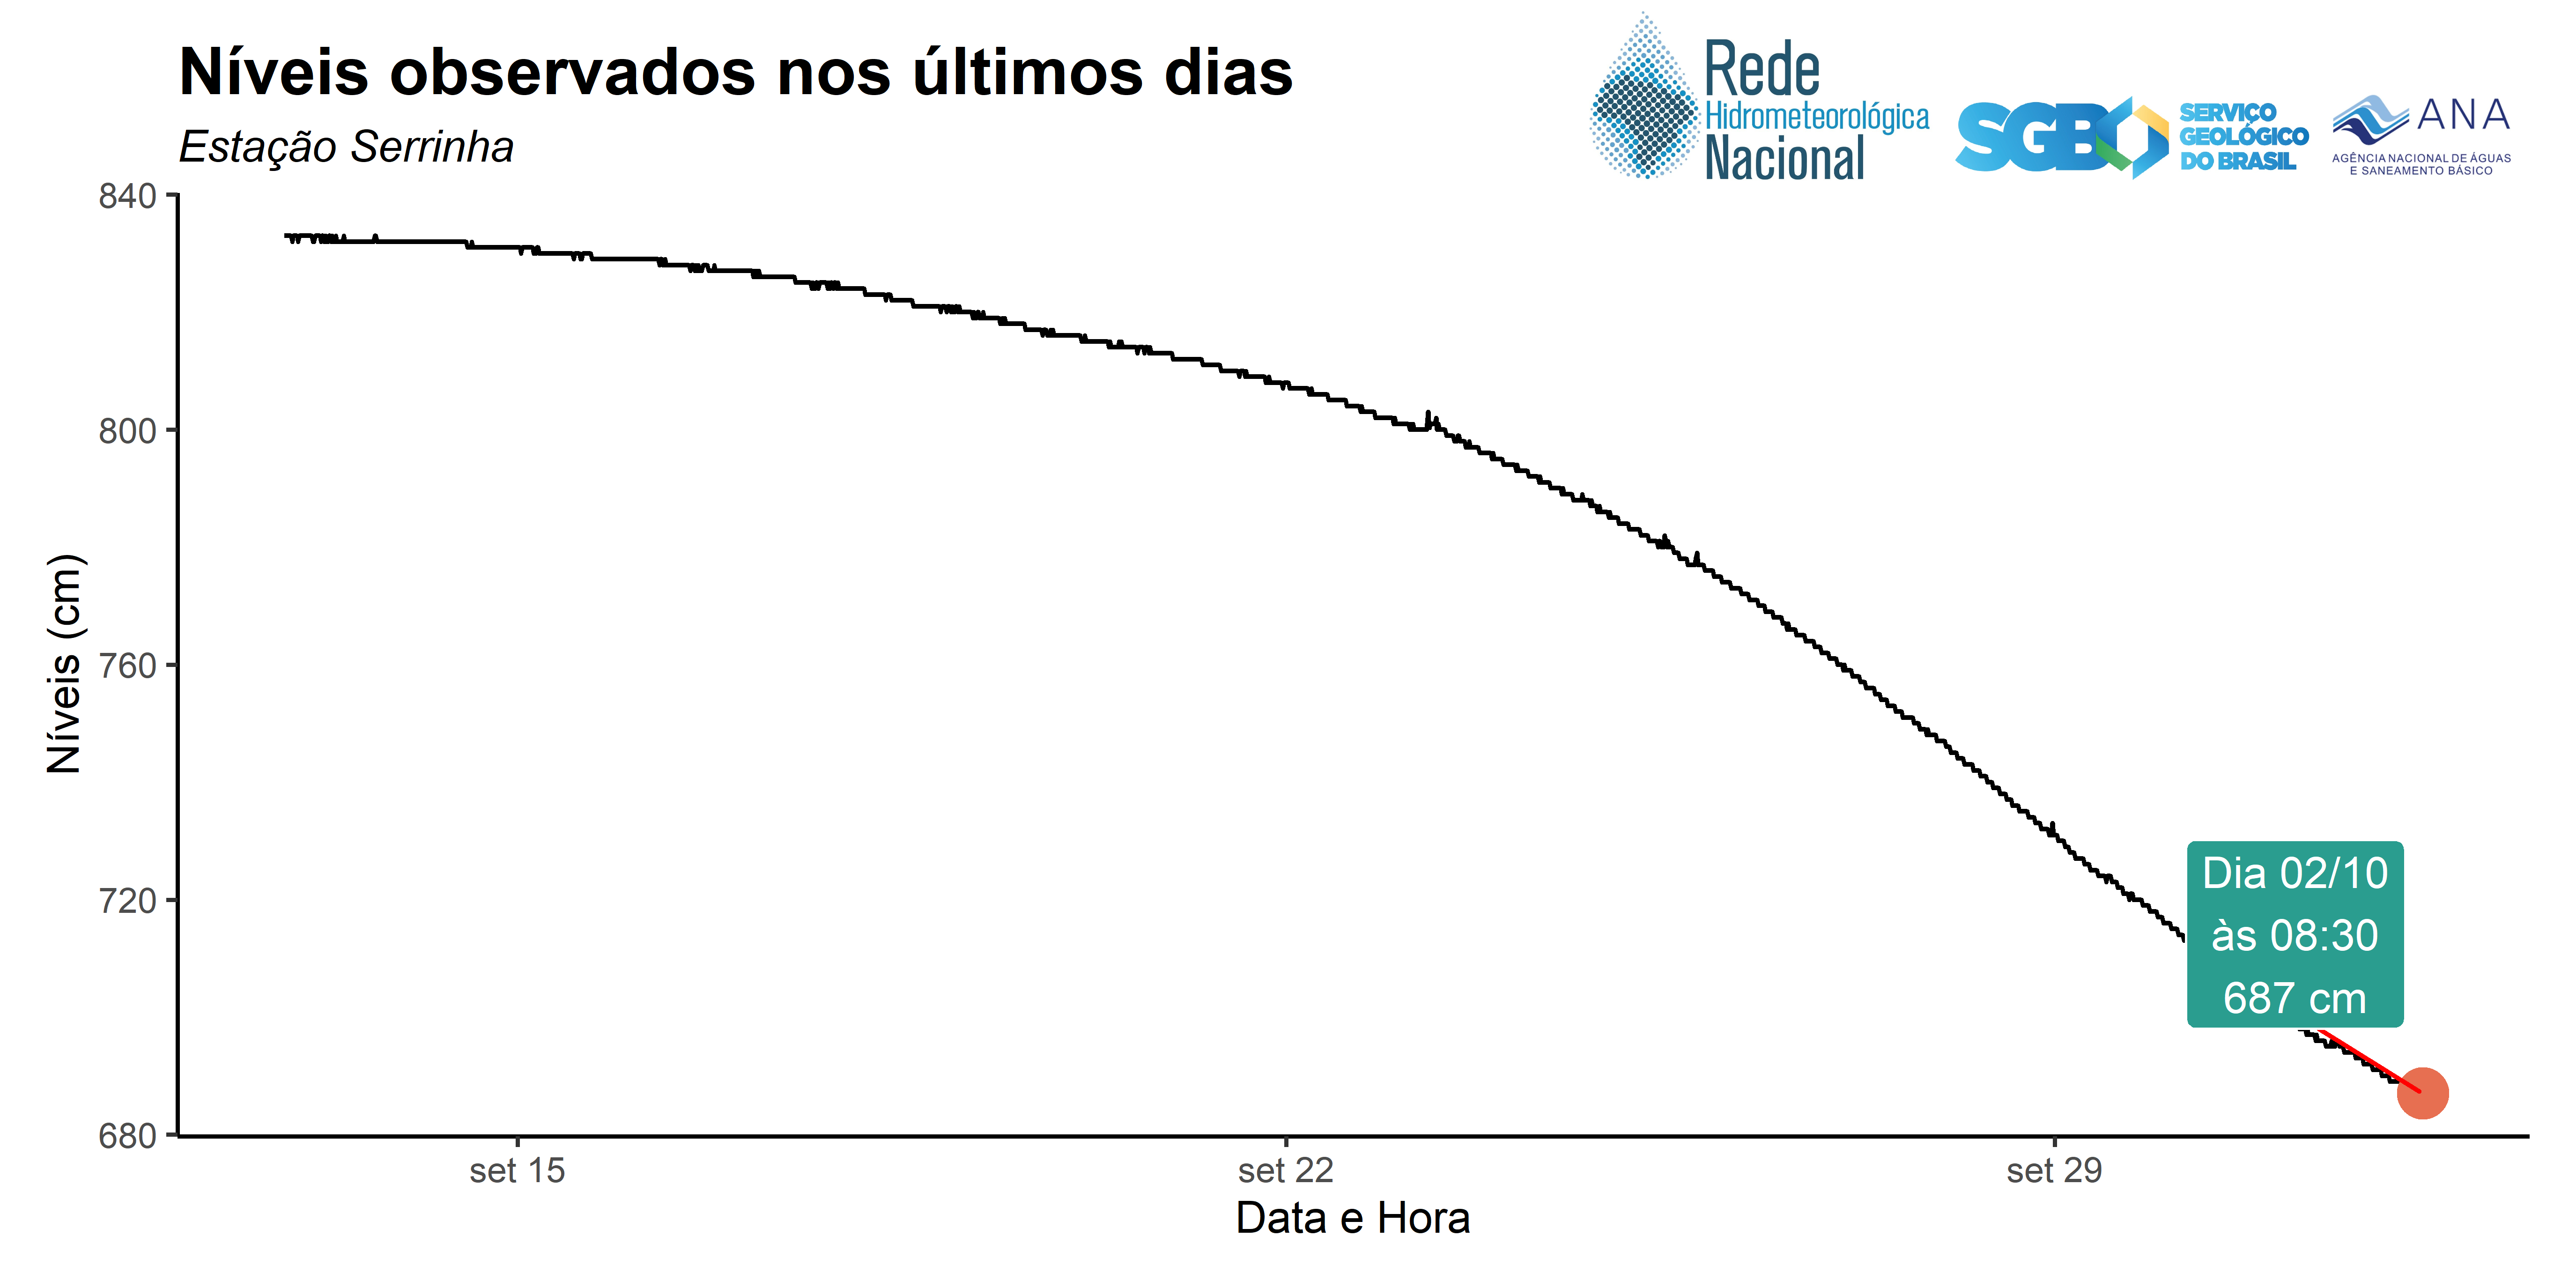 Níveis observados nos últimos dias
Estação Serrinha
Rede
Hidrometeorológica
Nacional
SGB
SERVIÇO
GEOLÓGICO
DO BRASIL
ANA
AGÊNCIA NACIONAL DE ÁGUAS
E SANEAMENTO BÁSICO
840
800
760
720
680
Níveis (cm)
Dia 02/10
às 08:30
687 cm
set 15
set 22
set 29
Data e Hora